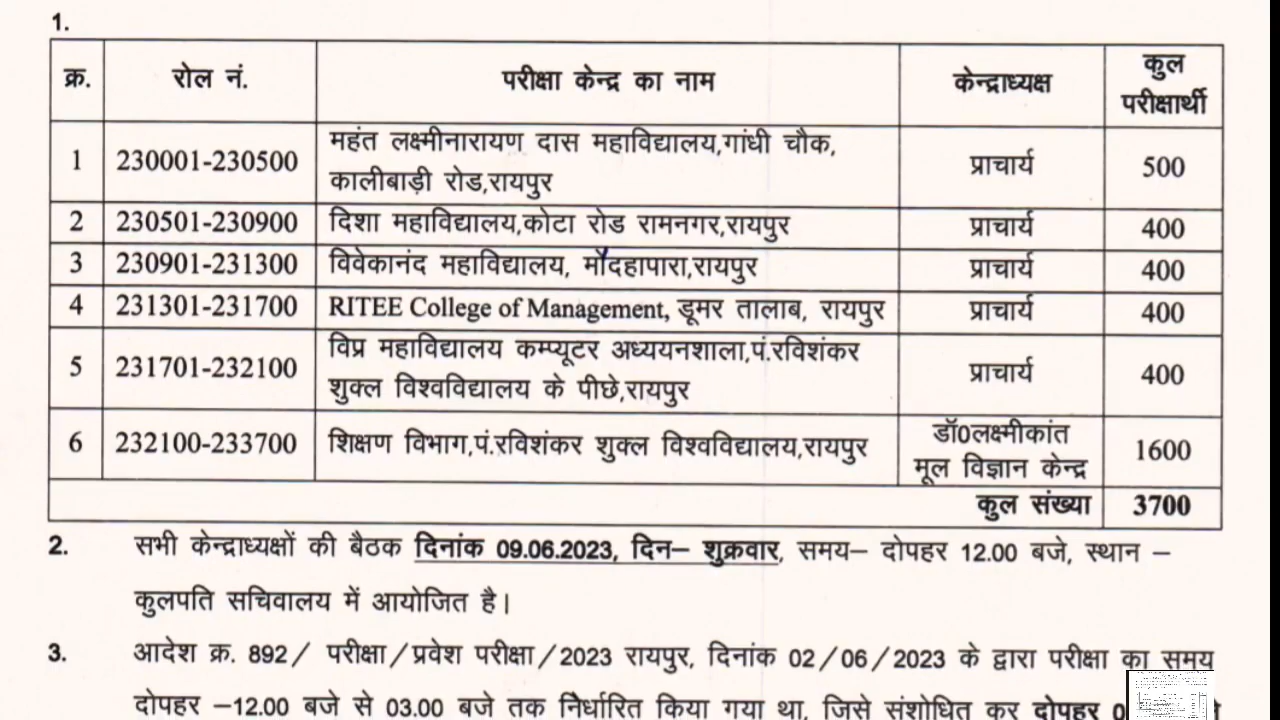 1.
क्र. रोल नं. परीक्षा केन्द्र का नाम केन्द्राध्यक्ष कुल परीक्षार्थी
1 230001-230500 महंत लक्ष्मीनारायण दास महाविद्यालय,गांधी चौक, प्राचार्य 500
कालीबाड़ी रोड,रायपुर
2 230501-230900 दिशा महाविद्यालय,कोटा रोड रामनगर,रायपुर प्राचार्य 400
3 230901-231300 विवेकानंद महाविद्यालय, मौदहापारा,रायपुर प्राचार्य 400
4 231301-231700 RITEE College of Management, डूमर तालाब, रायपुर प्राचार्य 400
5 231701-232100 विप्र महाविद्यालय कम्प्यूटर अध्ययनशाला,पं.रविशंकर प्राचार्य 400
शुक्ल विश्वविद्यालय के पीछे,रायपुर
6 232100-233700 शिक्षण विभाग,पं.रविशंकर शुक्ल विश्वविद्यालय,रायपुर डॉ0लक्ष्मीकांत 1600
मूल विज्ञान केन्द्र
कुल संख्या 3700
2. सभी केन्द्राध्यक्षों की बैठक दिनांक 09.06.2023, दिन– शुक्रवार, समय– दोपहर 12.00 बजे, स्थान –
कुलपति सचिवालय में आयोजित है।
3. आदेश क्र. 892/ परीक्षा/प्रवेश परीक्षा/2023 रायपुर, दिनांक 02/06/2023 के द्वारा परीक्षा का समय
दोपहर –12.00 बजे से 03.00 बजे तक निर्धारित किया गया था, जिसे संशोधित कर दोपहर